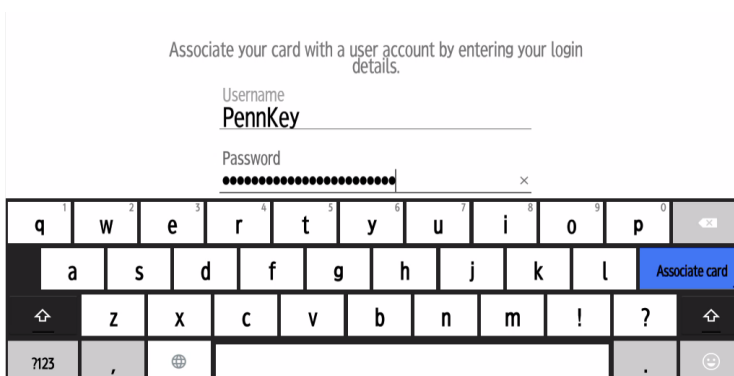 Associate your card with a user account by entering your login
details.
Username
PennKey
Password
1 2 3 4 5 6 7 8 9 0
q w e r t y u i o p
a s d f g h j k l Associate card
z x c v b n m ! ?
?123 , .